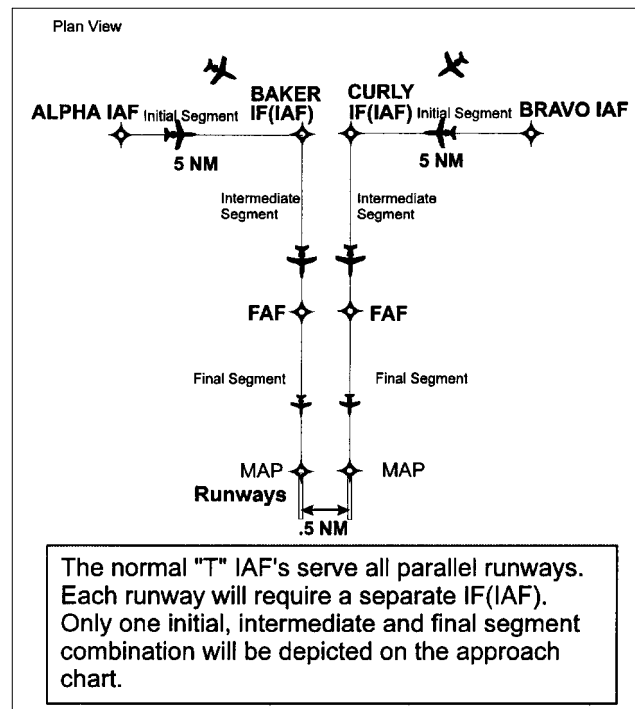 Plan View
BAKER
IF(IAF)
CURLY
IF(IAF)
ALPHA IAF
Initial Segment
Initial Segment
BRAVO IAF
5 NM
5 NM
Intermediate
Segment
Intermediate
Segment
FAF
FAF
Final Segment
Final Segment
MAP
MAP
Runways
.5 NM
The normal "T" IAF's serve all parallel runways.
Each runway will require a separate IF(IAF).
Only one initial, intermediate and final segment
combination will be depicted on the approach
chart.